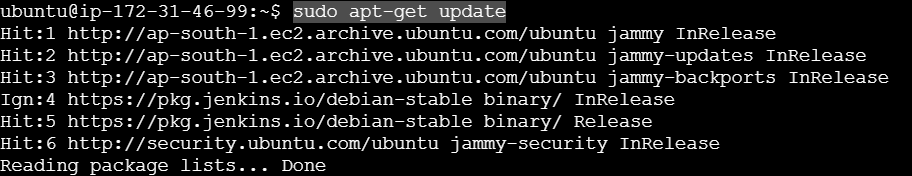 ubuntu@ip-172-31-46-99:~$ sudo apt-get update
Hit:1 http://ap-south-1.ec2.archive.ubuntu.com/ubuntu jammy InRelease
Hit:2 http://ap-south-1.ec2.archive.ubuntu.com/ubuntu jammy-updates InRelease
Hit:3 http://ap-south-1.ec2.archive.ubuntu.com/ubuntu jammy-backports InRelease
Ign:4 https://pkg.jenkins.io/debian-stable binary/ InRelease
Hit:5 https://pkg.jenkins.io/debian-stable binary/ Release
Hit:6 http://security.ubuntu.com/ubuntu jammy-security InRelease
Reading package lists... Done